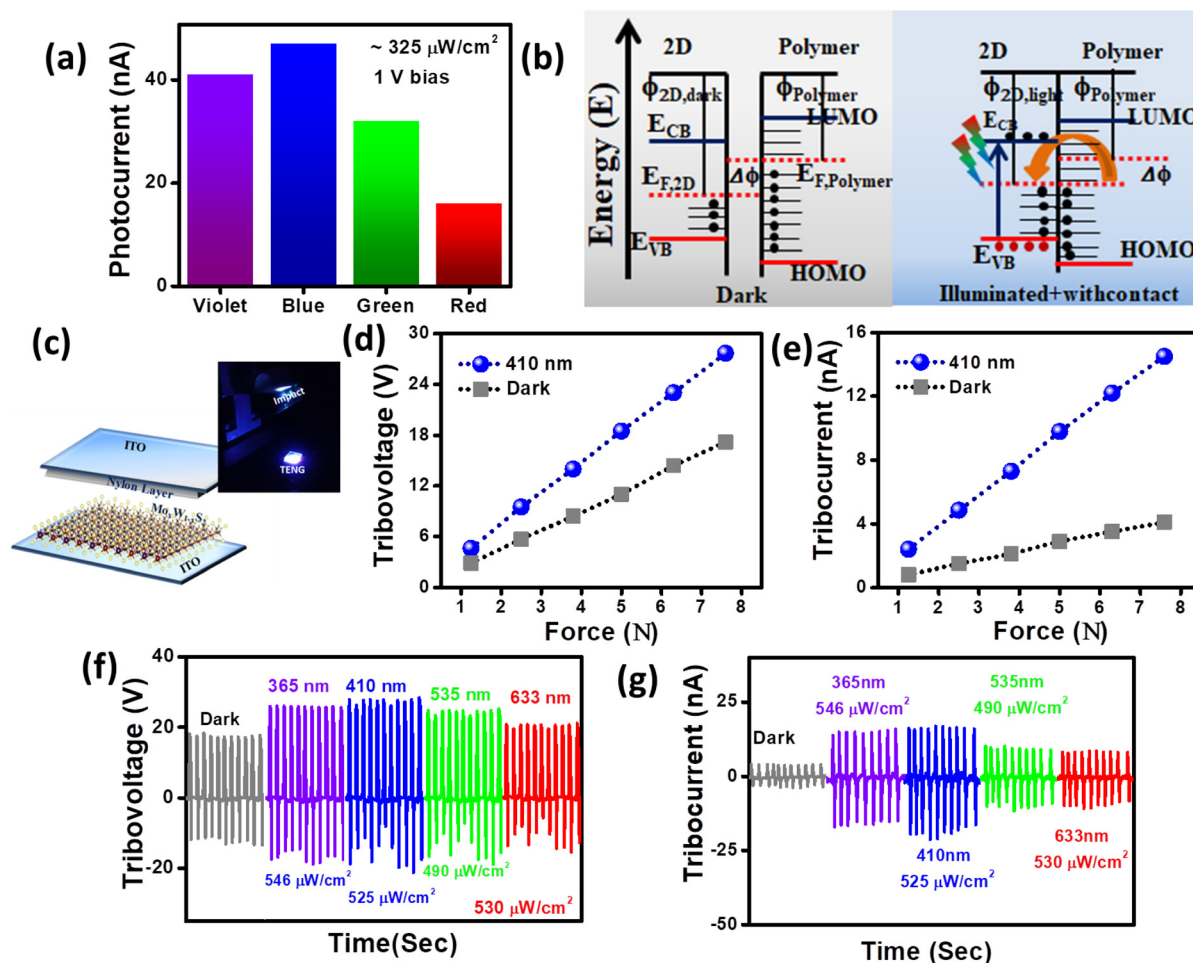 (a)
Photocurrent (nA)
40
20
0
~ 325 μW/cm²
1 V bias
Violet Blue Green Red
(b)
Energy (E)
2D Polymer
ϕ2D,dark ϕPolymer
LUMO
ECB
EF,2D Δϕ EF,Polymer
EVB
HOMO
Dark
2D Polymer
ϕ2D,light ϕPolymer
LUMO
ECB
Δϕ
EVB
HOMO
Illuminated+withcontact
(c)
ITO
Nylon Layer
ITO
Impact
TENG
(d)
Tribovoltage (V)
30
24
18
12
6
0
410 nm
Dark
1 2 3 4 5 6 7 8
Force (N)
(e)
Tribocurrent (nA)
16
12
8
4
0
410 nm
Dark
1 2 3 4 5 6 7 8
Force (N)
(f)
Tribovoltage (V)
40
20
0
-20
Dark
365 nm 410 nm 535 nm 633 nm
546 μW/cm²
525 μW/cm²
490 μW/cm²
530 μW/cm²
Time(Sec)
(g)
Tribocurrent (nA)
25
0
-25
-50
Dark
365nm
546 μW/cm²
535nm
490 μW/cm²
410nm
525 μW/cm²
633nm
530 μW/cm²
Time (Sec)